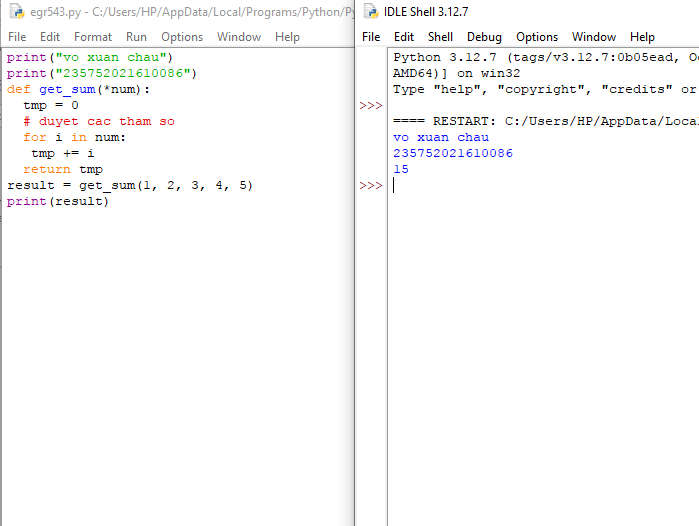 egr543.py - C:/Users/HP/AppData/Local/Programs/Python/Py
File Edit Format Run Options Window Help
print("vo xuan chau")
print("235752021610086")
def get_sum(*num):
  tmp = 0
  # duyet cac tham so
  for i in num:
   tmp += i
  return tmp
result = get_sum(1, 2, 3, 4, 5)
print(result)
IDLE Shell 3.12.7
File Edit Shell Debug Options Window Help
Python 3.12.7 (tags/v3.12.7:0b05ead, Oc
AMD64)] on win32
Type "help", "copyright", "credits" or
>>>
==== RESTART: C:/Users/HP/AppData/Loca
vo xuan chau
235752021610086
15
>>>